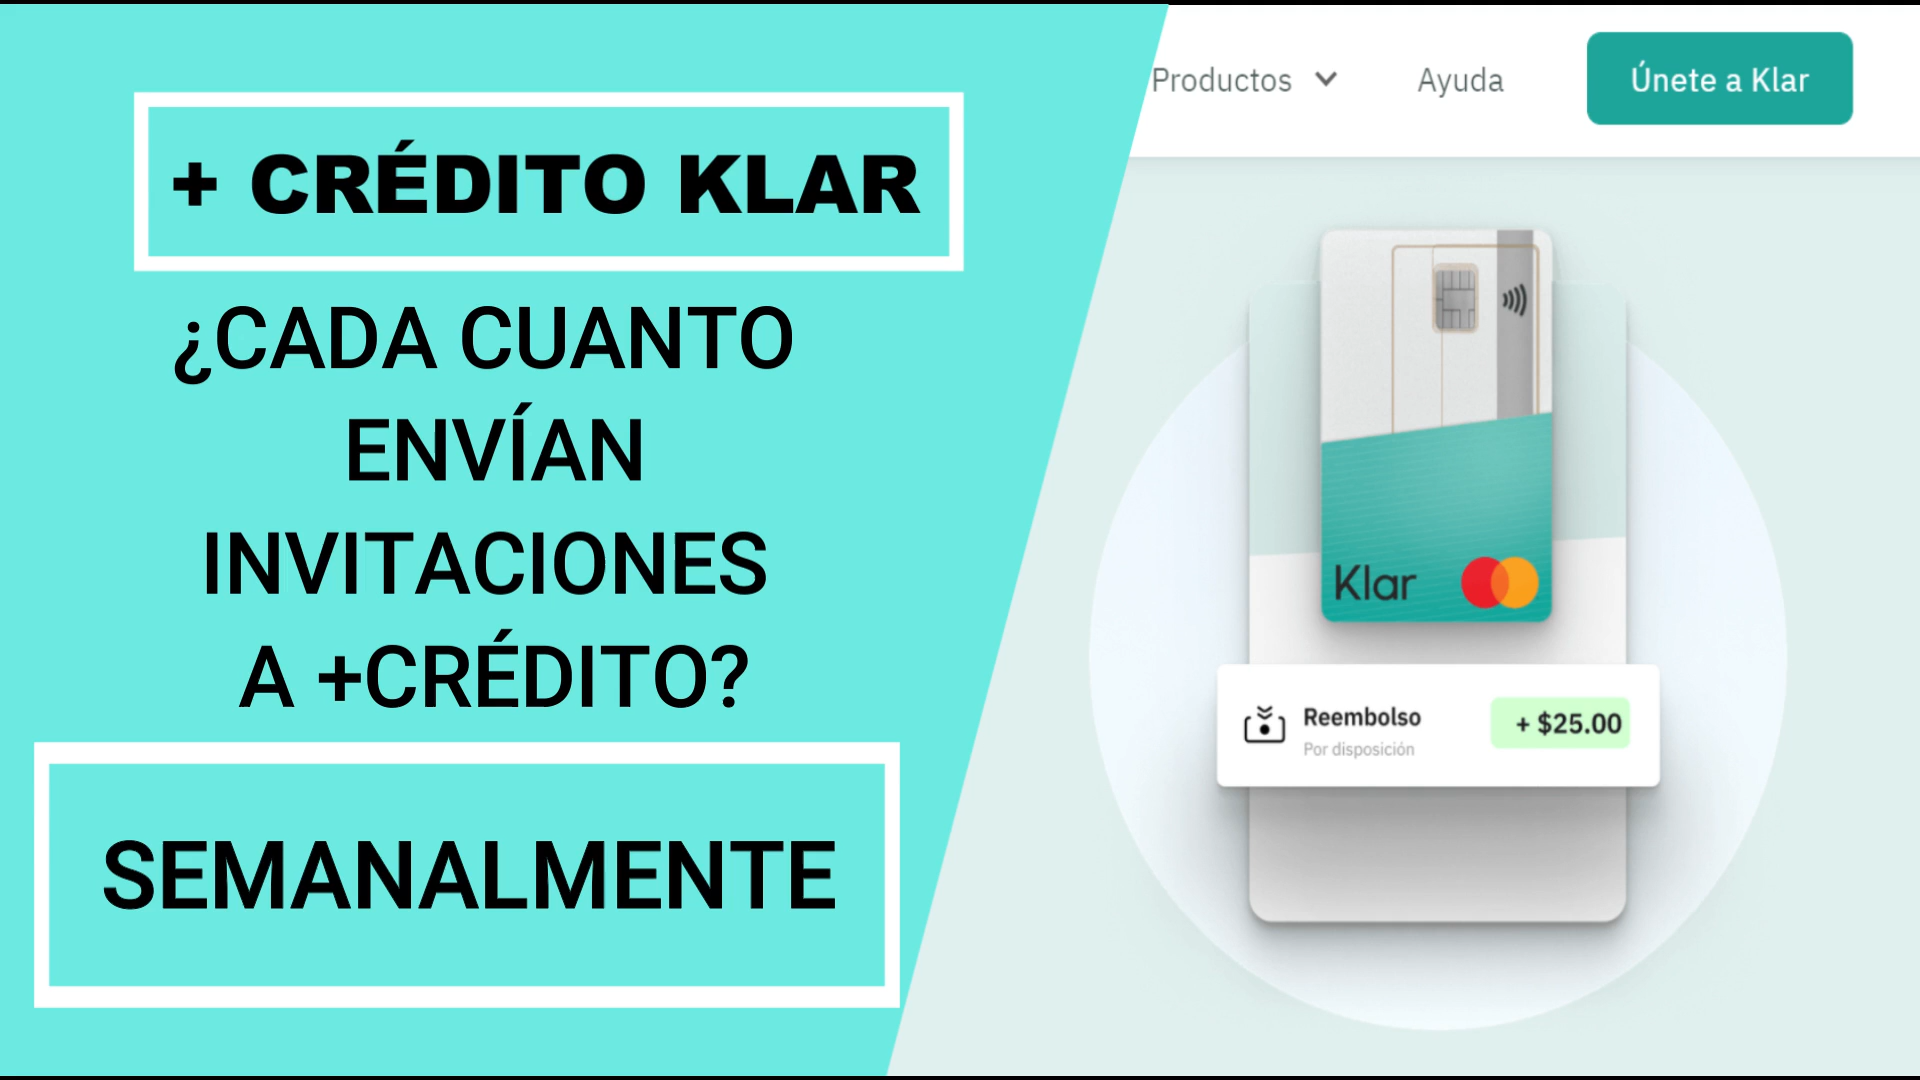 + CRÉDITO KLAR
¿CADA CUANTO
ENVÍAN
INVITACIONES
A +CRÉDITO?
SEMANALMENTE
Productos
Ayuda
Únete a Klar
Klar
Reembolso
+ $25.00
Por disposición